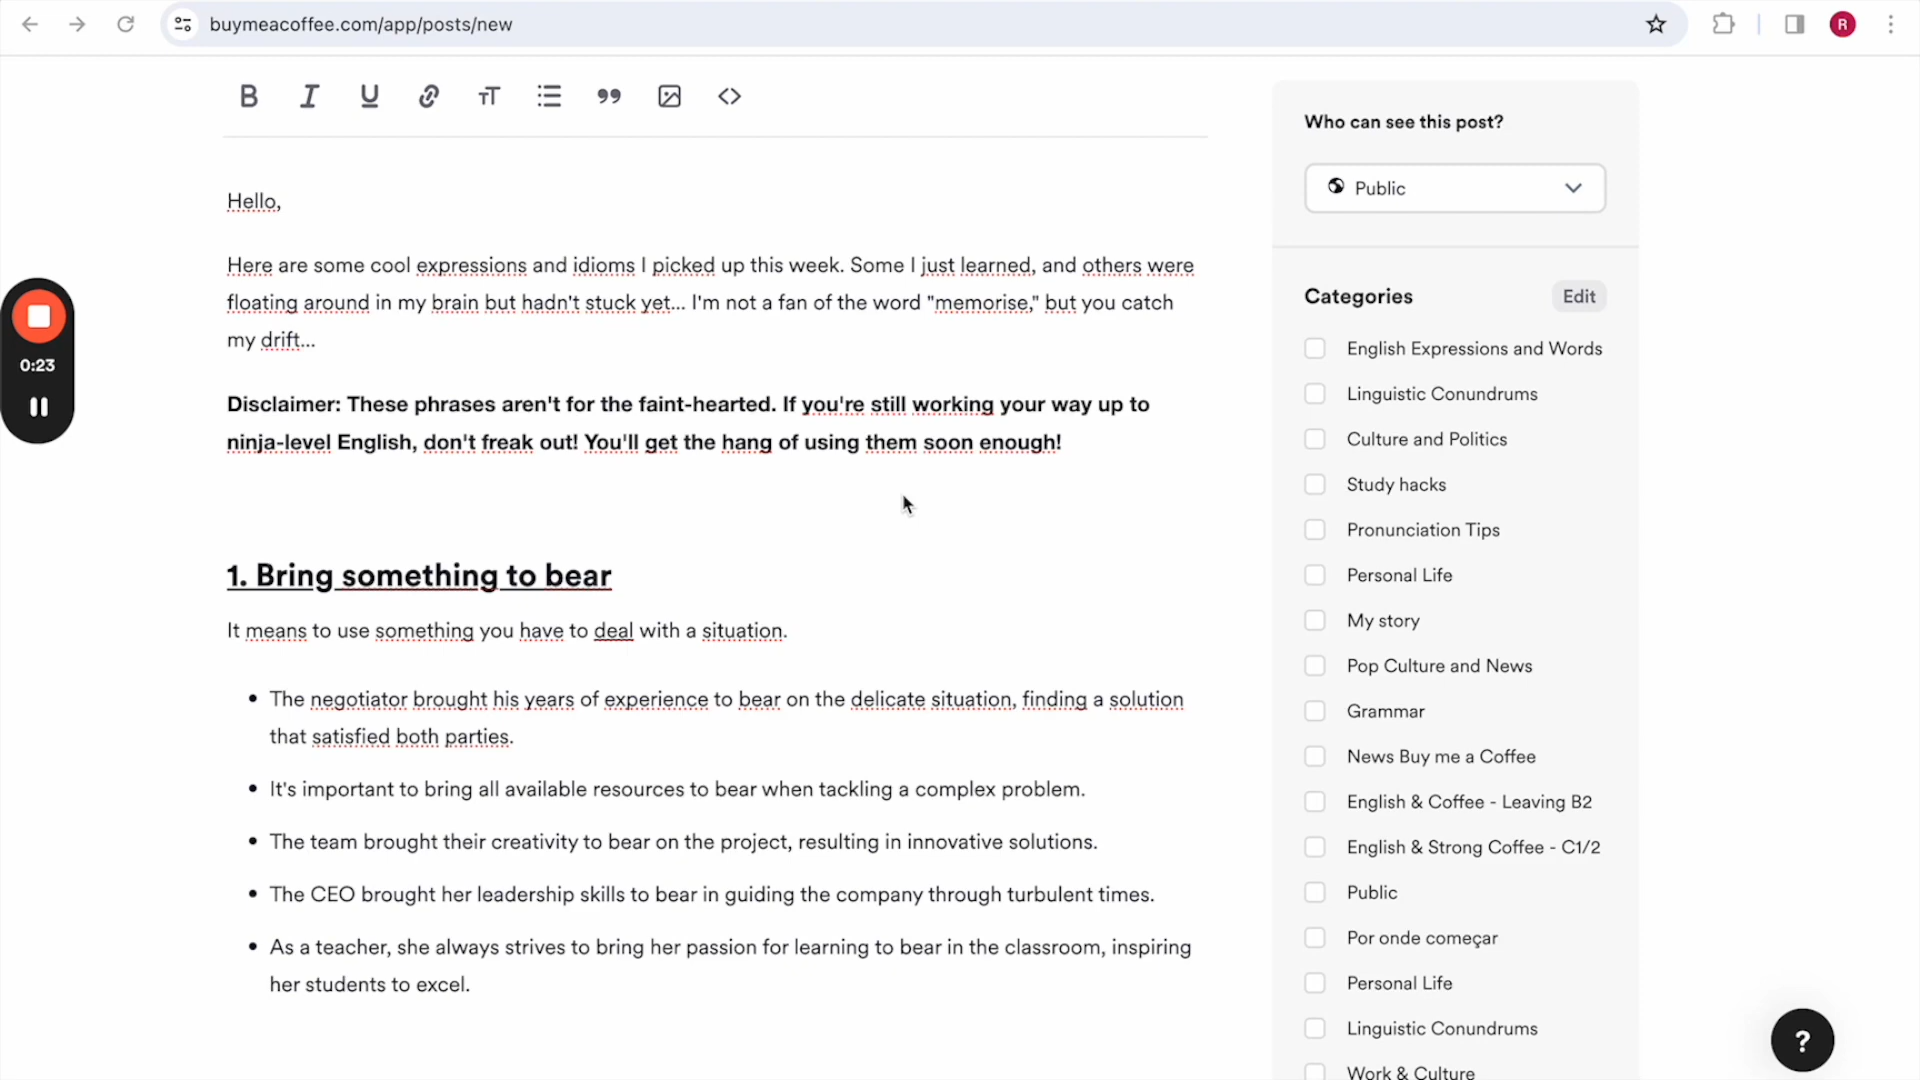 buymeacoffee.com/app/posts/new
R
B I U TT
Who can see this post?
Public
Hello,
Here are some cool expressions and idioms I picked up this week. Some I just learned, and others were
floating around in my brain but hadn't stuck yet... I'm not a fan of the word "memorise," but you catch
my drift...
Disclaimer: These phrases aren't for the faint-hearted. If you're still working your way up to
ninja-level English, don't freak out! You'll get the hang of using them soon enough!
0:23
1. Bring something to bear
It means to use something you have to deal with a situation.
• The negotiator brought his years of experience to bear on the delicate situation, finding a solution
that satisfied both parties.
• It's important to bring all available resources to bear when tackling a complex problem.
• The team brought their creativity to bear on the project, resulting in innovative solutions.
• The CEO brought her leadership skills to bear in guiding the company through turbulent times.
• As a teacher, she always strives to bring her passion for learning to bear in the classroom, inspiring
her students to excel.
Categories
Edit
English Expressions and Words
Linguistic Conundrums
Culture and Politics
Study hacks
Pronunciation Tips
Personal Life
My story
Pop Culture and News
Grammar
News Buy me a Coffee
English & Coffee - Leaving B2
English & Strong Coffee - C1/2
Public
Por onde começar
Personal Life
Linguistic Conundrums
Work & Culture
?